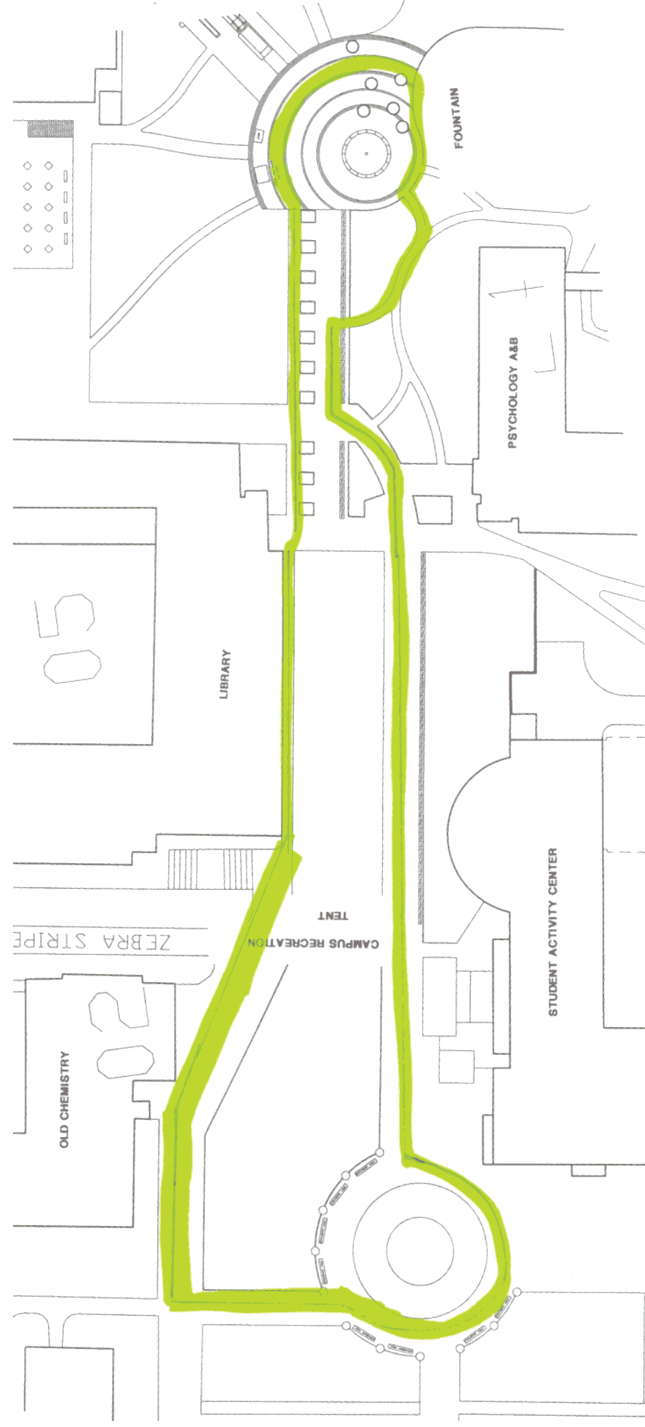 FOUNTAIN
PSYCHOLOGY A&B
05
LIBRARY
CAMPUS RECREATION
TENT
ZEBRA STRIPE
STUDENT ACTIVITY CENTER
02
OLD CHEMISTRY